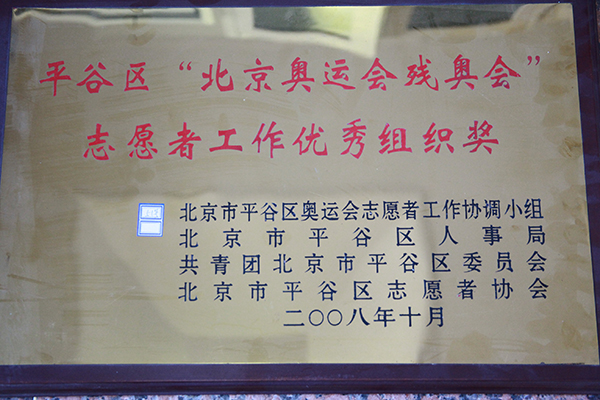 平谷区“北京奥运会残奥会”
志愿者工作优秀组织奖
北京市平谷区奥运会志愿者工作协调小组
北京市平谷区人事局
共青团北京市平谷区委员会
北京市平谷区志愿者协会
二〇〇八年十月